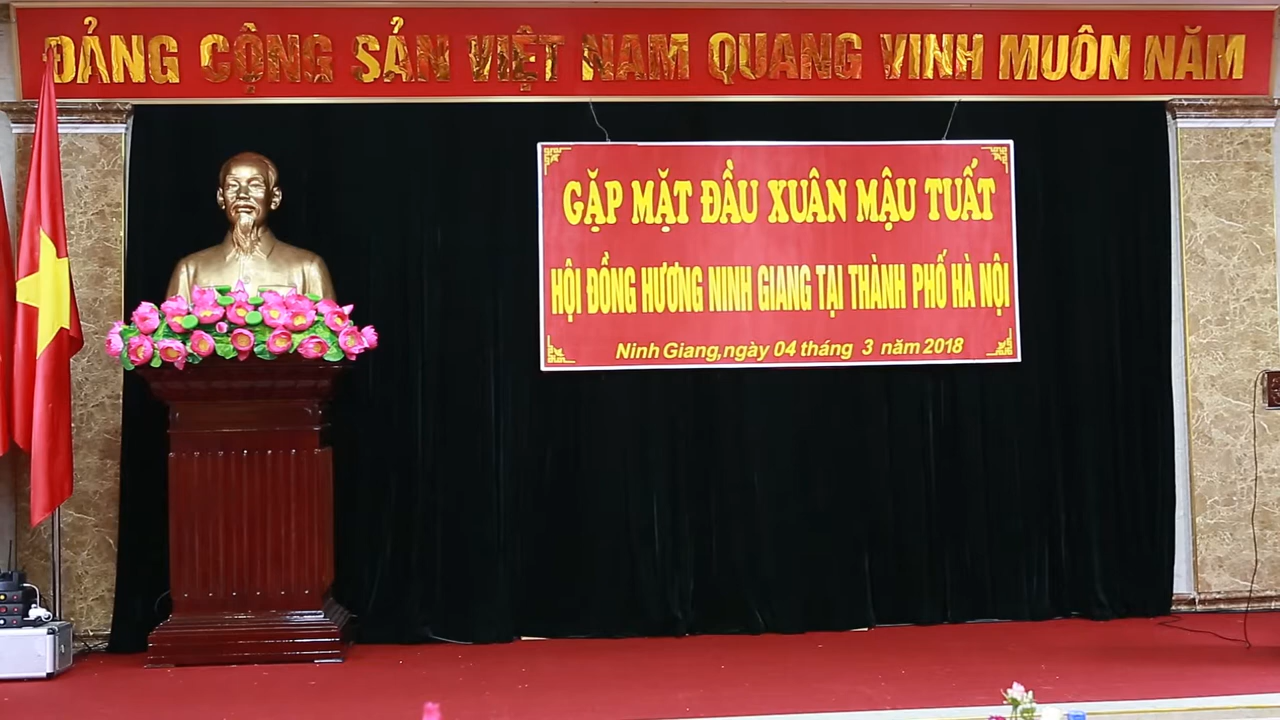 ĐẢNG CỘNG SẢN VIỆT NAM QUANG VINH MUÔN NĂM
GẶP MẶT ĐẦU XUÂN MẬU TUẤT
HỘI ĐỒNG HƯƠNG NINH GIANG TẠI THÀNH PHỐ HÀ NỘI
Ninh Giang,ngày 04 tháng 3 năm 2018